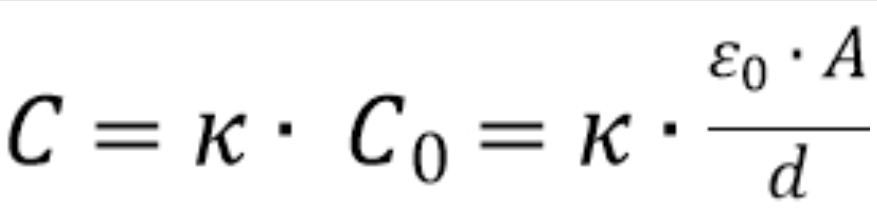 C = κ · C₀ = κ · ε₀ · A / d